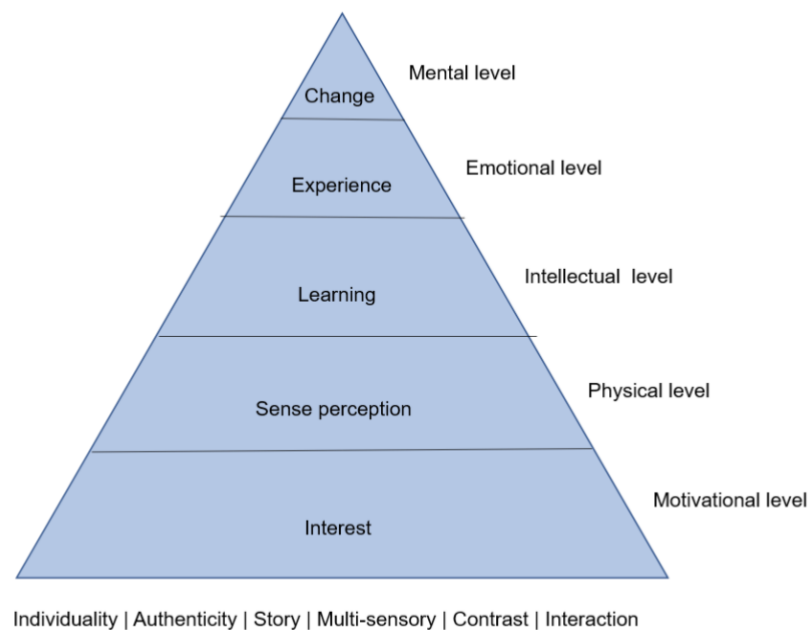 Mental level
Change
Emotional level
Experience
Intellectual level
Learning
Physical level
Sense perception
Motivational level
Interest
Individuality | Authenticity | Story | Multi-sensory | Contrast | Interaction